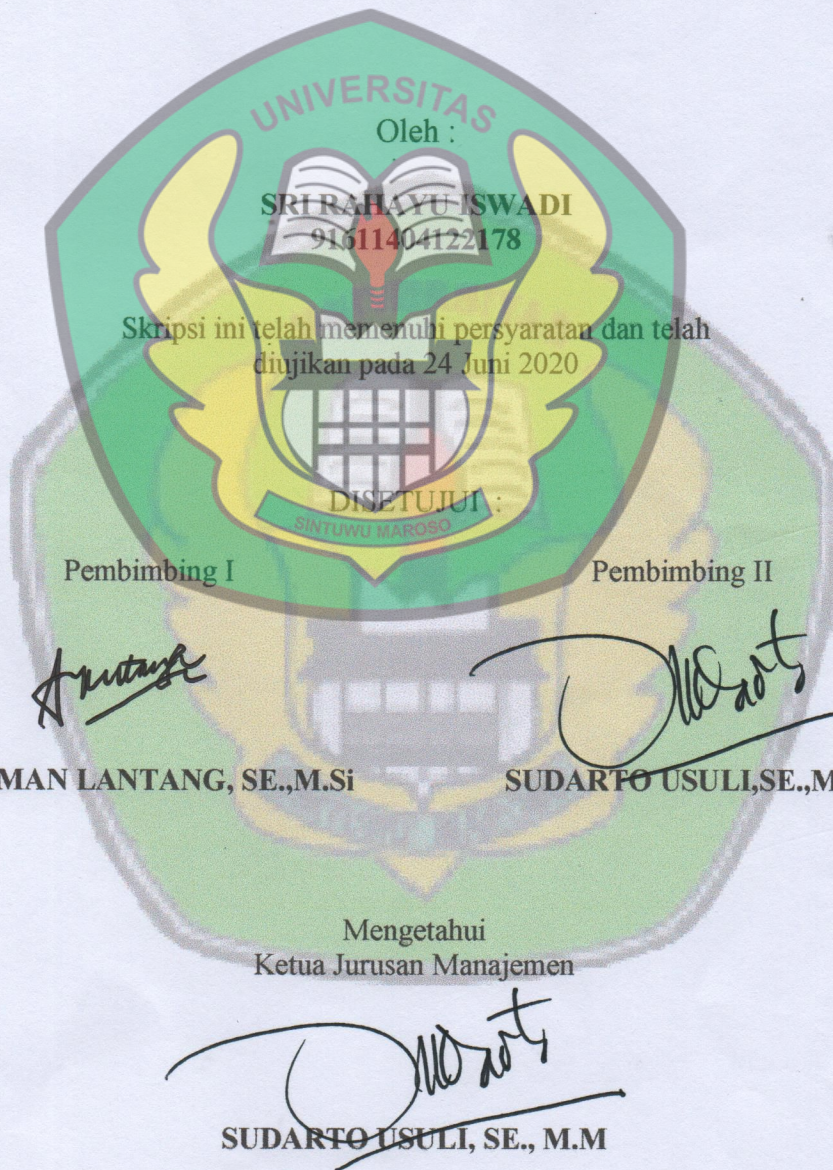 UNIVERSITAS
Oleh :
SRI RAHAYU ISWADI
91611404122178
Skripsi ini telah memenuhi persyaratan dan telah
diujikan pada 24 Juni 2020
DISETUJUI :
SINTUWU MAROSO
Pembimbing I
Pembimbing II
MAN LANTANG, SE.,M.Si
SUDARTO USULI,SE.,M
Mengetahui
Ketua Jurusan Manajemen
SUDARTO USULI, SE., M.M